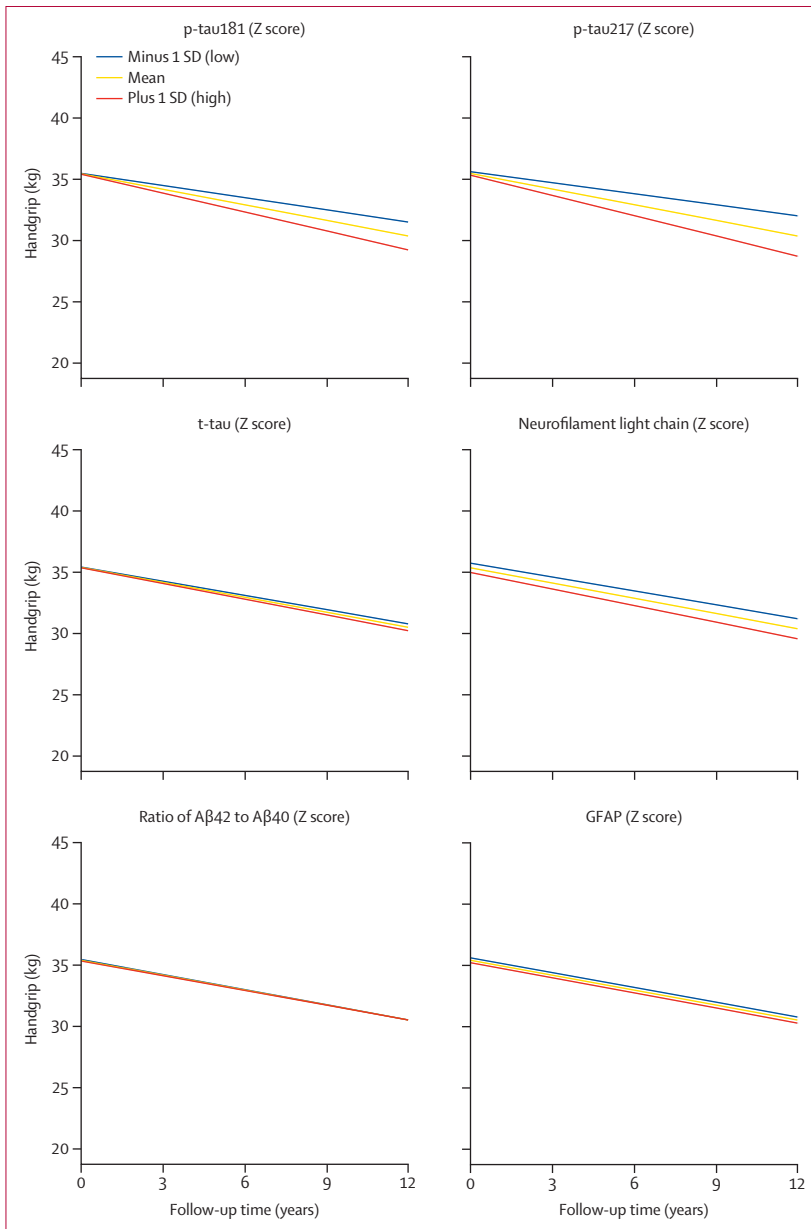 p-tau181 (Z score)
p-tau217 (Z score)
Minus 1 SD (low)
Mean
Plus 1 SD (high)
Handgrip (kg)
45
40
35
30
25
20
t-tau (Z score)
Neurofilament light chain (Z score)
Handgrip (kg)
45
40
35
30
25
20
Ratio of Aβ42 to Aβ40 (Z score)
GFAP (Z score)
Handgrip (kg)
45
40
35
30
25
20
0 3 6 9 12
0 3 6 9 12
Follow-up time (years)
Follow-up time (years)